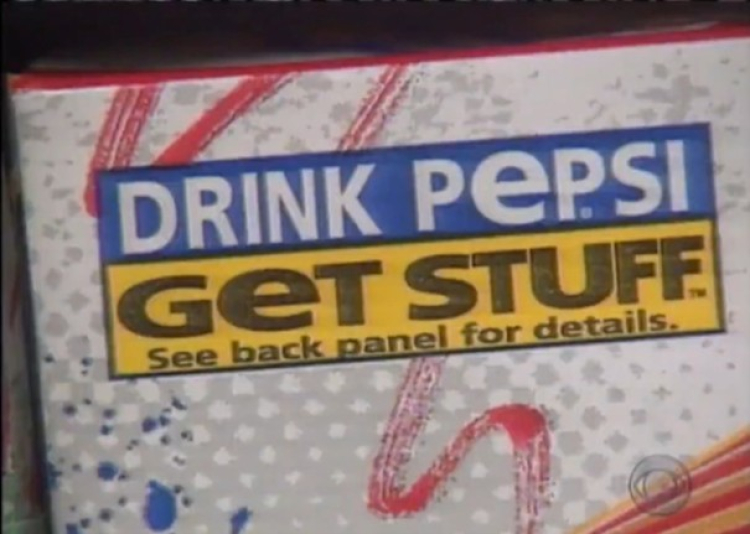 DRINK PePSI
GeT STUFF™
See back panel for details.